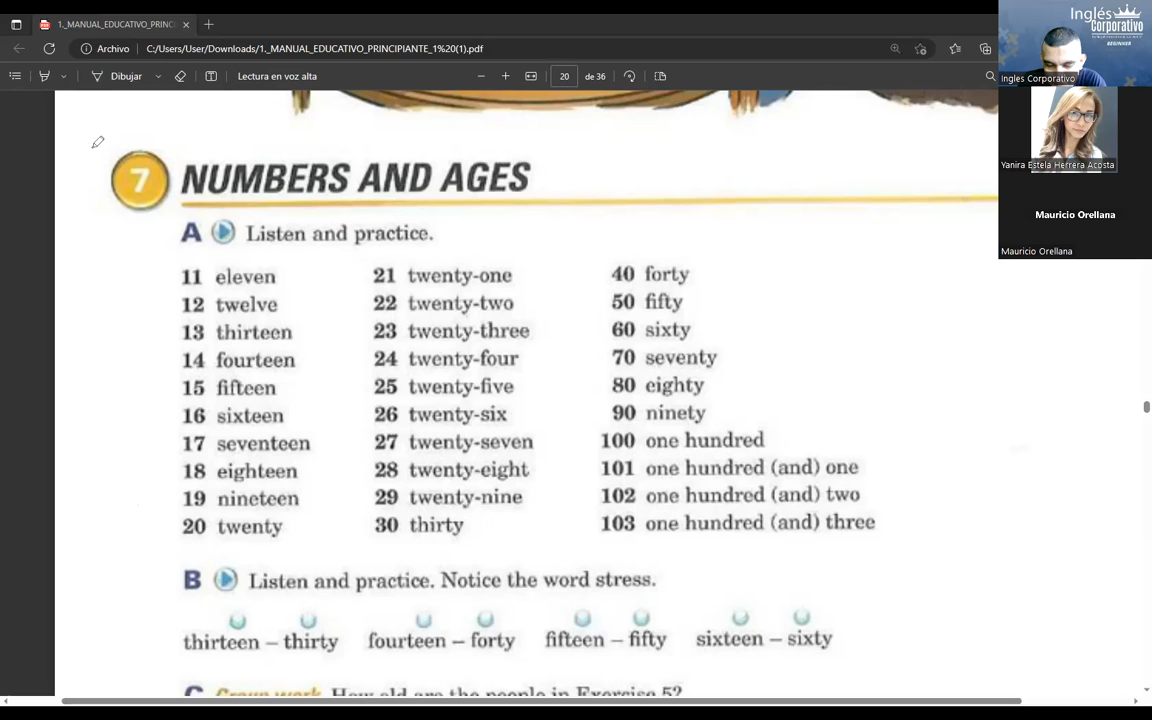 1._MANUAL_EDUCATIVO_PRINCI
Archivo
C:/Users/User/Downloads/1._MANUAL_EDUCATIVO_PRINCIPIANTE_1%20(1).pdf
Dibujar
Lectura en voz alta
20 de 36
Inglés
Corporativo
BEGINNER
Ingles Corporativo
Yanira Estela Herrera Acosta
Mauricio Orellana
Mauricio Orellana
7 NUMBERS AND AGES
A Listen and practice.
11 eleven 21 twenty-one 40 forty
12 twelve 22 twenty-two 50 fifty
13 thirteen 23 twenty-three 60 sixty
14 fourteen 24 twenty-four 70 seventy
15 fifteen 25 twenty-five 80 eighty
16 sixteen 26 twenty-six 90 ninety
17 seventeen 27 twenty-seven 100 one hundred
18 eighteen 28 twenty-eight 101 one hundred (and) one
19 nineteen 29 twenty-nine 102 one hundred (and) two
20 twenty 30 thirty 103 one hundred (and) three
B Listen and practice. Notice the word stress.
thirteen – thirty fourteen – forty fifteen – fifty sixteen – sixty
C Group work How old are the people in Exercise 5?